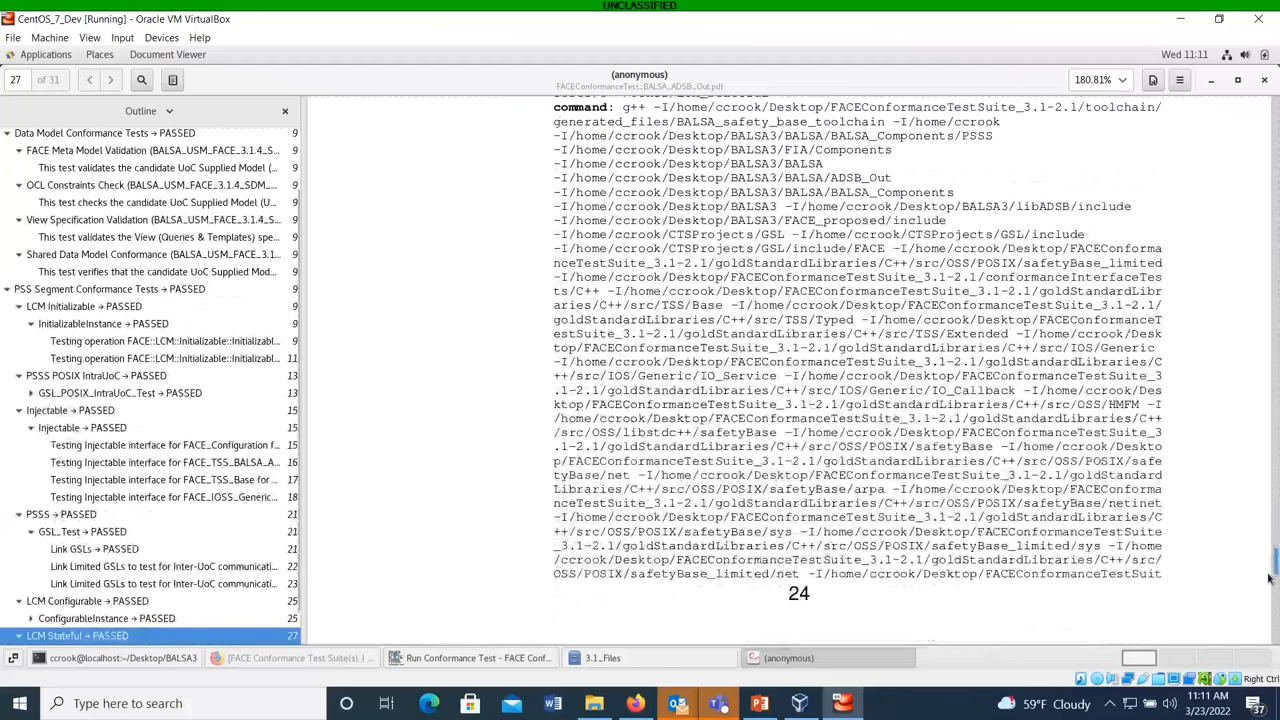 UNCLASSIFIED
CentOS_7_Dev [Running] - Oracle VM VirtualBox
File Machine View Input Devices Help
Applications Places Document Viewer Wed 11:11
27 of 31 (anonymous) 180.81%
FACEConformanceTest_BALSA_ADSB_Out.pdf
Outline
Data Model Conformance Tests → PASSED 9
FACE Meta Model Validation (BALSA_USM_FACE_3.1.4_S... 9
This test validates the candidate UoC Supplied Model (... 9
OCL Constraints Check (BALSA_USM_FACE_3.1.4_SDM_... 9
This test checks the candidate UoC Supplied Model (U... 9
View Specification Validation (BALSA_USM_FACE_3.1.4_S... 9
This test validates the View (Queries & Templates) spe... 9
Shared Data Model Conformance (BALSA_USM_FACE_3.... 9
This test verifies that the candidate UoC Supplied Mod... 9
PSS Segment Conformance Tests → PASSED 9
LCM Initializable → PASSED 9
InitializableInstance → PASSED 9
Testing operation FACE::LCM::Initializable::Initializabl... 9
Testing operation FACE::LCM::Initializable::Initializabl... 11
PSSS POSIX IntraUoC → PASSED 13
GSL_POSIX_IntraUoC_Test → PASSED 13
Injectable → PASSED 15
Injectable → PASSED 15
Testing Injectable interface for FACE_Configuration f... 15
Testing Injectable interface for FACE_TSS_BALSA_A... 16
Testing Injectable interface for FACE_TSS_Base for ... 17
Testing Injectable interface for FACE_IOSS_Generic... 18
PSSS → PASSED 21
GSL_Test → PASSED 21
Link GSLs → PASSED 21
Link Limited GSLs to test for Inter-UoC communicati... 22
Link Limited GSLs to test for Intra-UoC communicati... 23
LCM Configurable → PASSED 25
ConfigurableInstance → PASSED 25
LCM Stateful → PASSED 27
command: g++ -I/home/ccrook/Desktop/FACEConformanceTestSuite_3.1-2.1/toolchain/
generated_files/BALSA_safety_base_toolchain -I/home/ccrook
-I/home/ccrook/Desktop/BALSA3/BALSA/BALSA_Components/PSSS
-I/home/ccrook/Desktop/BALSA3/FIA/Components
-I/home/ccrook/Desktop/BALSA3/BALSA
-I/home/ccrook/Desktop/BALSA3/BALSA/ADSB_Out
-I/home/ccrook/Desktop/BALSA3/BALSA/BALSA_Components
-I/home/ccrook/Desktop/BALSA3 -I/home/ccrook/Desktop/BALSA3/libADSB/include
-I/home/ccrook/Desktop/BALSA3/FACE_proposed/include
-I/home/ccrook/CTSProjects/GSL -I/home/ccrook/CTSProjects/GSL/include
-I/home/ccrook/CTSProjects/GSL/include/FACE -I/home/ccrook/Desktop/FACEConforma
nceTestSuite_3.1-2.1/goldStandardLibraries/C++/src/OSS/POSIX/safetyBase_limited
-I/home/ccrook/Desktop/FACEConformanceTestSuite_3.1-2.1/conformanceInterfaceTes
ts/C++ -I/home/ccrook/Desktop/FACEConformanceTestSuite_3.1-2.1/goldStandardLibr
aries/C++/src/TSS/Base -I/home/ccrook/Desktop/FACEConformanceTestSuite_3.1-2.1/
goldStandardLibraries/C++/src/TSS/Typed -I/home/ccrook/Desktop/FACEConformanceT
estSuite_3.1-2.1/goldStandardLibraries/C++/src/TSS/Extended -I/home/ccrook/Desk
top/FACEConformanceTestSuite_3.1-2.1/goldStandardLibraries/C++/src/IOS/Generic
-I/home/ccrook/Desktop/FACEConformanceTestSuite_3.1-2.1/goldStandardLibraries/C
++/src/IOS/Generic/IO_Service -I/home/ccrook/Desktop/FACEConformanceTestSuite_3
.1-2.1/goldStandardLibraries/C++/src/IOS/Generic/IO_Callback -I/home/ccrook/Des
ktop/FACEConformanceTestSuite_3.1-2.1/goldStandardLibraries/C++/src/OSS/HMFM -I
/home/ccrook/Desktop/FACEConformanceTestSuite_3.1-2.1/goldStandardLibraries/C++
/src/OSS/libstdc++/safetyBase -I/home/ccrook/Desktop/FACEConformanceTestSuite_3
.1-2.1/goldStandardLibraries/C++/src/OSS/POSIX/safetyBase -I/home/ccrook/Deskto
p/FACEConformanceTestSuite_3.1-2.1/goldStandardLibraries/C++/src/OSS/POSIX/safe
tyBase/net -I/home/ccrook/Desktop/FACEConformanceTestSuite_3.1-2.1/goldStandard
Libraries/C++/src/OSS/POSIX/safetyBase/arpa -I/home/ccrook/Desktop/FACEConforma
nceTestSuite_3.1-2.1/goldStandardLibraries/C++/src/OSS/POSIX/safetyBase/netinet
-I/home/ccrook/Desktop/FACEConformanceTestSuite_3.1-2.1/goldStandardLibraries/C
++/src/OSS/POSIX/safetyBase/sys -I/home/ccrook/Desktop/FACEConformanceTestSuite
_3.1-2.1/goldStandardLibraries/C++/src/OSS/POSIX/safetyBase_limited/sys -I/home
/ccrook/Desktop/FACEConformanceTestSuite_3.1-2.1/goldStandardLibraries/C++/src/
OSS/POSIX/safetyBase_limited/net -I/home/ccrook/Desktop/FACEConformanceTestSuit
24
ccrook@localhost:~/Desktop/BALSA3 [FACE Conformance Test Suite(s) | ... Run Conformance Test - FACE Conf... 3.1_Files (anonymous)
Right Ctrl
Type here to search 59°F Cloudy 11:11 AM
3/23/2022 37